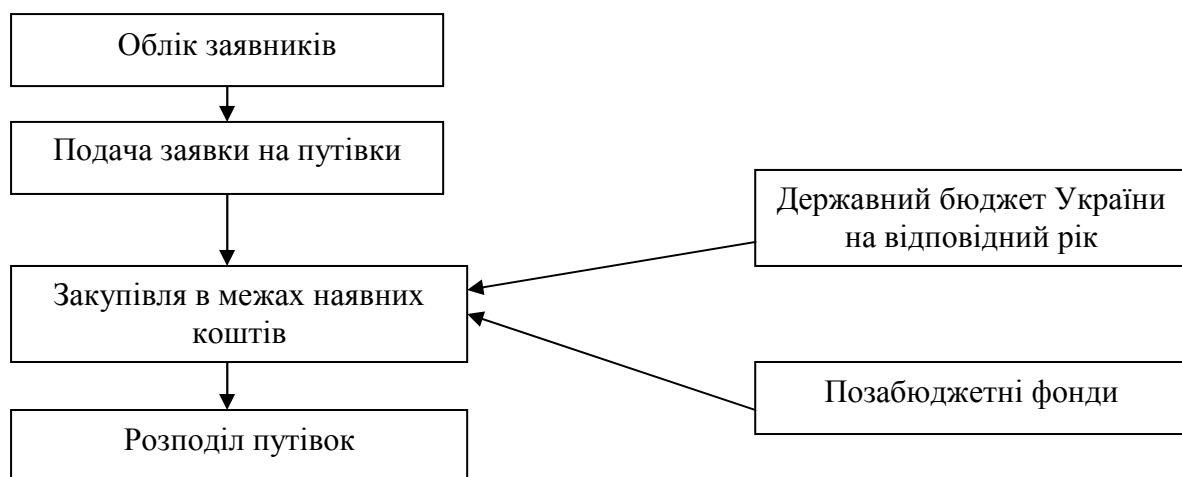 Облік заявників
Подача заявки на путівки
Державний бюджет України
на відповідний рік
Закупівля в межах наявних
коштів
Позабюджетні фонди
Розподіл путівок